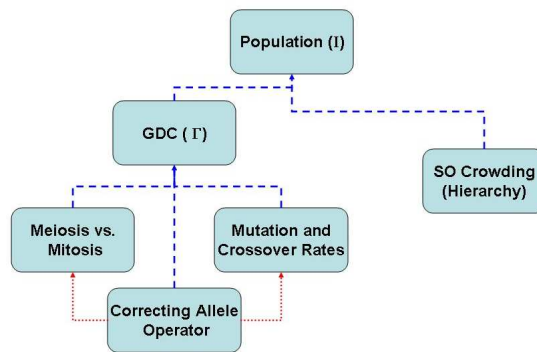 Population (I)
GDC ( Γ )
SO Crowding
(Hierarchy)
Meiosis vs.
Mitosis
Mutation and
Crossover Rates
Correcting Allele
Operator